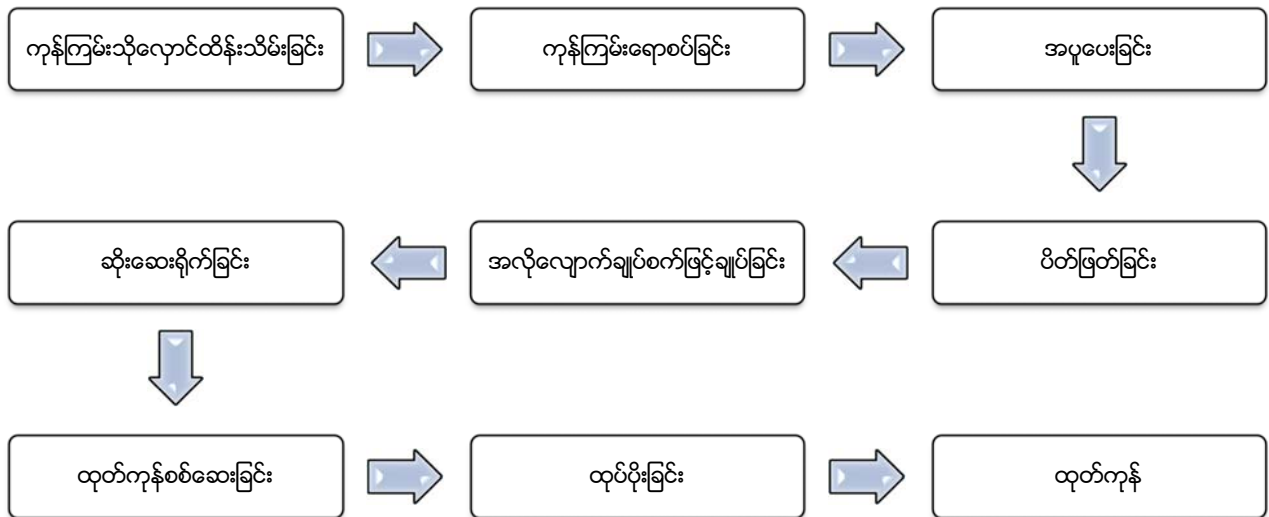 ကုန်ကြမ်းသိုလှောင်ထိန်းသိမ်းခြင်း
ကုန်ကြမ်းရောစပ်ခြင်း
အပူပေးခြင်း
ပိတ်ဖြတ်ခြင်း
အလိုလျောက်ချုပ်စက်ဖြင့်ချုပ်ခြင်း
ဆိုးဆေးရိုက်ခြင်း
ထုတ်ကုန်စစ်ဆေးခြင်း
ထုပ်ပိုးခြင်း
ထုတ်ကုန်